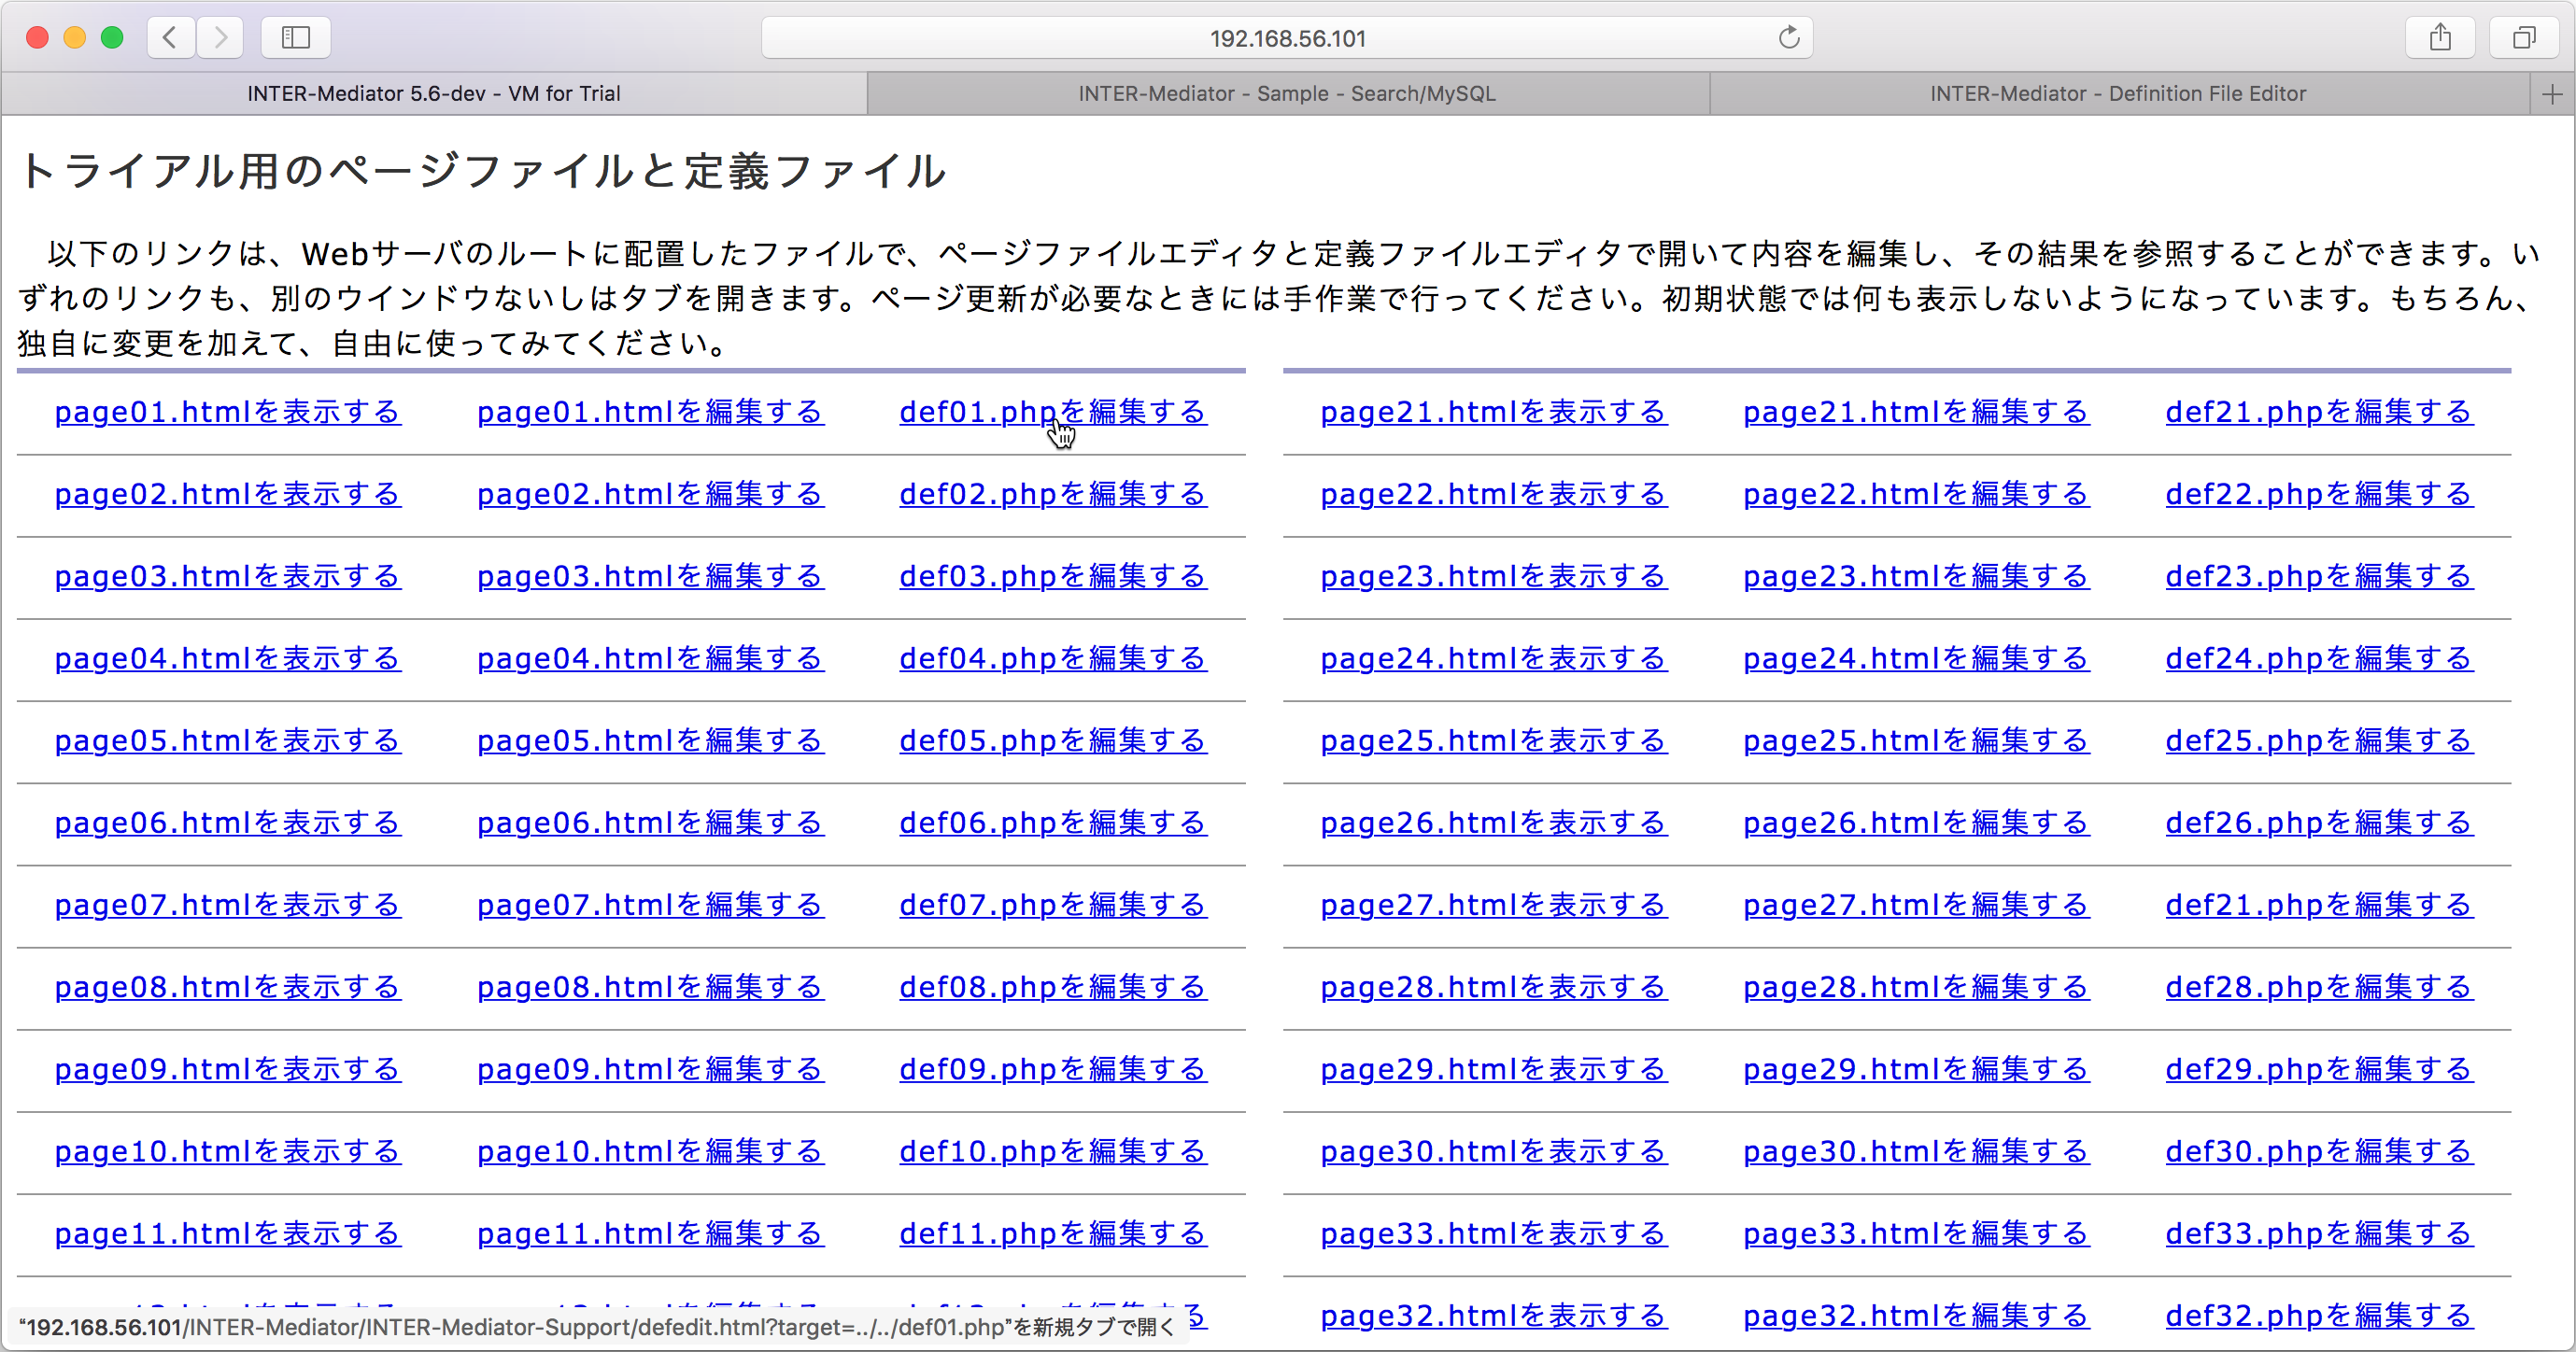 192.168.56.101
INTER-Mediator 5.6-dev - VM for Trial
INTER-Mediator - Sample - Search/MySQL
INTER-Mediator - Definition File Editor
トライアル用のページファイルと定義ファイル
以下のリンクは、Webサーバのルートに配置したファイルで、ページファイルエディタと定義ファイルエディタで開いて内容を編集し、その結果を参照することができます。い
ずれのリンクも、別のウインドウないしはタブを開きます。ページ更新が必要なときには手作業で行ってください。初期状態では何も表示しないようになっています。もちろん、
独自に変更を加えて、自由に使ってみてください。
page01.htmlを表示する page01.htmlを編集する def01.phpを編集する page21.htmlを表示する page21.htmlを編集する def21.phpを編集する
page02.htmlを表示する page02.htmlを編集する def02.phpを編集する page22.htmlを表示する page22.htmlを編集する def22.phpを編集する
page03.htmlを表示する page03.htmlを編集する def03.phpを編集する page23.htmlを表示する page23.htmlを編集する def23.phpを編集する
page04.htmlを表示する page04.htmlを編集する def04.phpを編集する page24.htmlを表示する page24.htmlを編集する def24.phpを編集する
page05.htmlを表示する page05.htmlを編集する def05.phpを編集する page25.htmlを表示する page25.htmlを編集する def25.phpを編集する
page06.htmlを表示する page06.htmlを編集する def06.phpを編集する page26.htmlを表示する page26.htmlを編集する def26.phpを編集する
page07.htmlを表示する page07.htmlを編集する def07.phpを編集する page27.htmlを表示する page27.htmlを編集する def21.phpを編集する
page08.htmlを表示する page08.htmlを編集する def08.phpを編集する page28.htmlを表示する page28.htmlを編集する def28.phpを編集する
page09.htmlを表示する page09.htmlを編集する def09.phpを編集する page29.htmlを表示する page29.htmlを編集する def29.phpを編集する
page10.htmlを表示する page10.htmlを編集する def10.phpを編集する page30.htmlを表示する page30.htmlを編集する def30.phpを編集する
page11.htmlを表示する page11.htmlを編集する def11.phpを編集する page33.htmlを表示する page33.htmlを編集する def33.phpを編集する
page32.htmlを表示する page32.htmlを編集する def32.phpを編集する
“192.168.56.101/INTER-Mediator/INTER-Mediator-Support/defedit.html?target=../../def01.php”を新規タブで開く